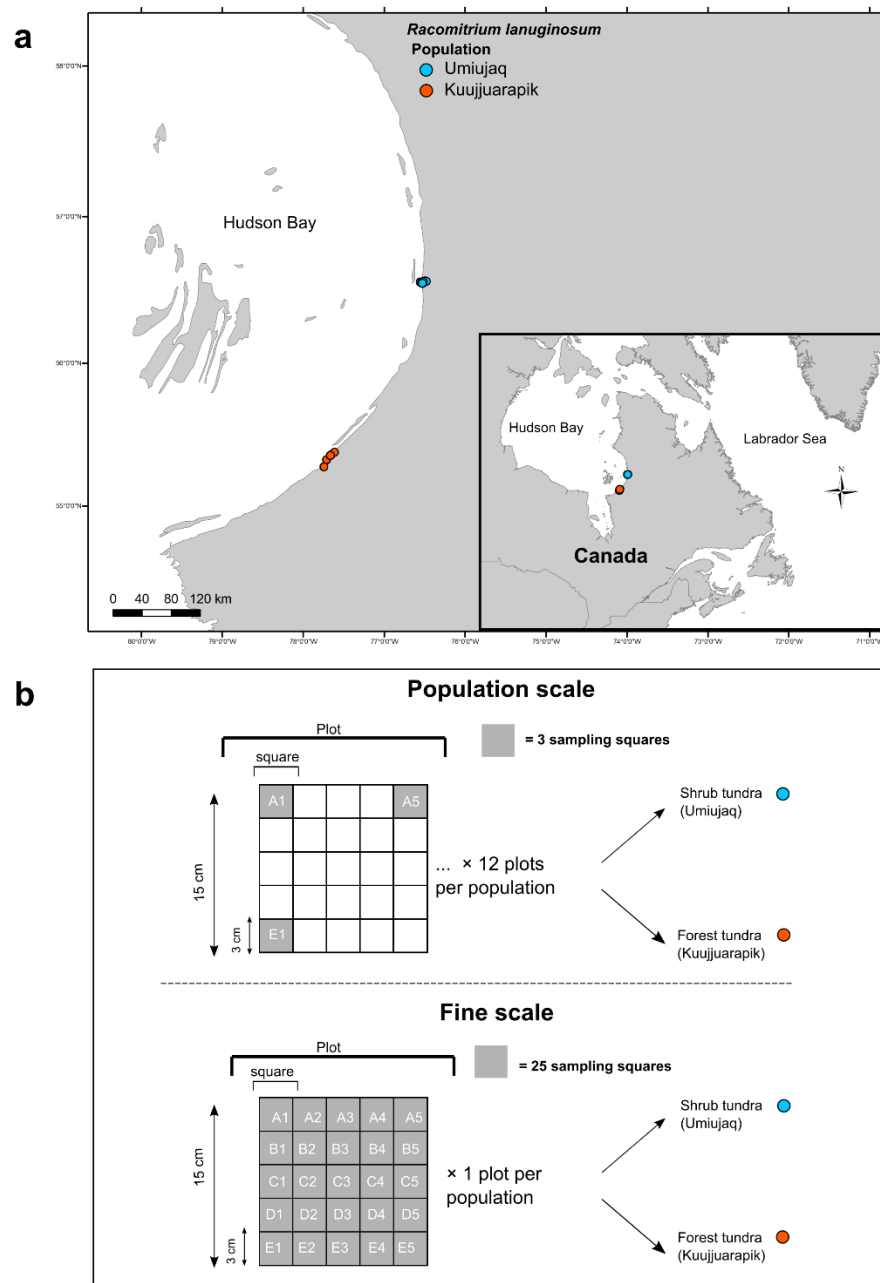 a
Racomitrium lanuginosum
Population
Umiujaq
Kuujjuarapik
58°0'0"N
57°0'0"N
56°0'0"N
55°0'0"N
Hudson Bay
0 40 80 120 km
80°0'0"W 79°0'0"W 78°0'0"W 77°0'0"W 76°0'0"W 75°0'0"W 74°0'0"W 73°0'0"W 72°0'0"W 71°0'0"W
Hudson Bay
Labrador Sea
N
Canada
b
Population scale
Plot
= 3 sampling squares
square
A1 A5
E1
15 cm
3 cm
... × 12 plots
per population
Shrub tundra
(Umiujaq)
Forest tundra
(Kuujjuarapik)
Fine scale
Plot
= 25 sampling squares
square
A1 A2 A3 A4 A5
B1 B2 B3 B4 B5
C1 C2 C3 C4 C5
D1 D2 D3 D4 D5
E1 E2 E3 E4 E5
15 cm
3 cm
× 1 plot per
population
Shrub tundra
(Umiujaq)
Forest tundra
(Kuujjuarapik)